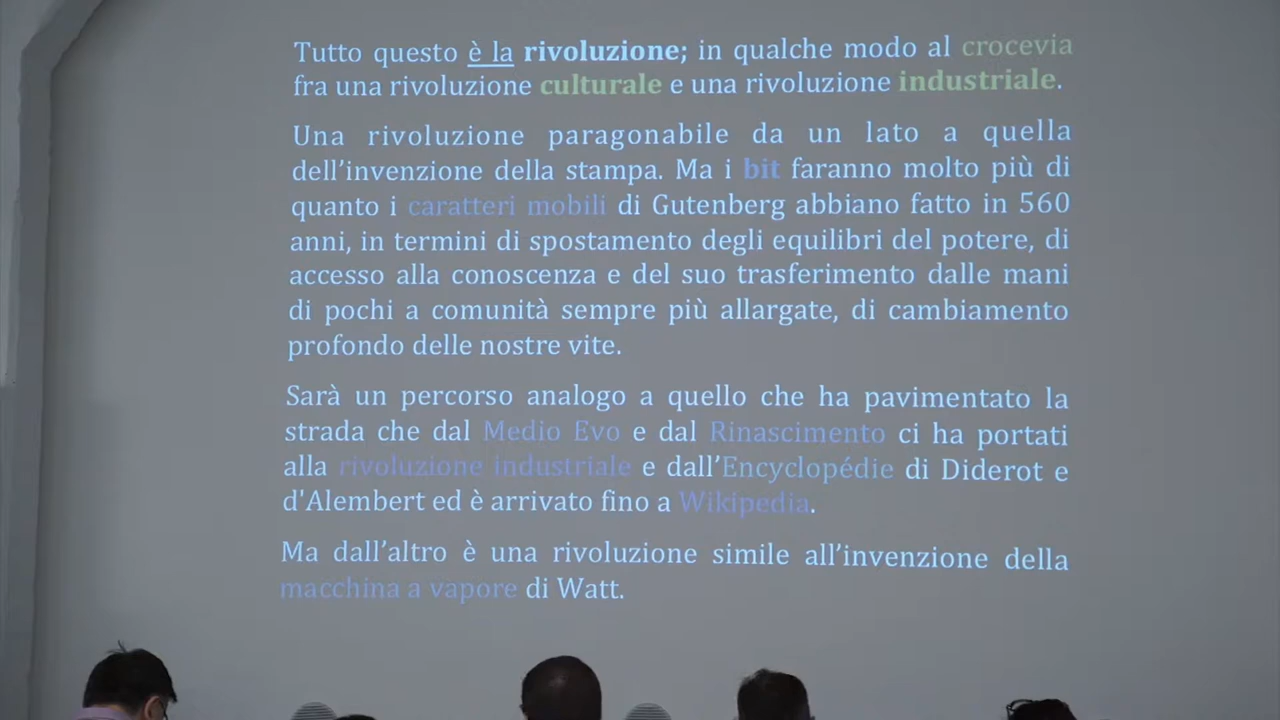 Tutto questo è la rivoluzione; in qualche modo al crocevia
fra una rivoluzione culturale e una rivoluzione industriale.
Una rivoluzione paragonabile da un lato a quella
dell’invenzione della stampa. Ma i bit faranno molto più di
quanto i caratteri mobili di Gutenberg abbiano fatto in 560
anni, in termini di spostamento degli equilibri del potere, di
accesso alla conoscenza e del suo trasferimento dalle mani
di pochi a comunità sempre più allargate, di cambiamento
profondo delle nostre vite.
Sarà un percorso analogo a quello che ha pavimentato la
strada che dal Medio Evo e dal Rinascimento ci ha portati
alla rivoluzione industriale e dall’Encyclopédie di Diderot e
d'Alembert ed è arrivato fino a Wikipedia.
Ma dall’altro è una rivoluzione simile all’invenzione della
macchina a vapore di Watt.